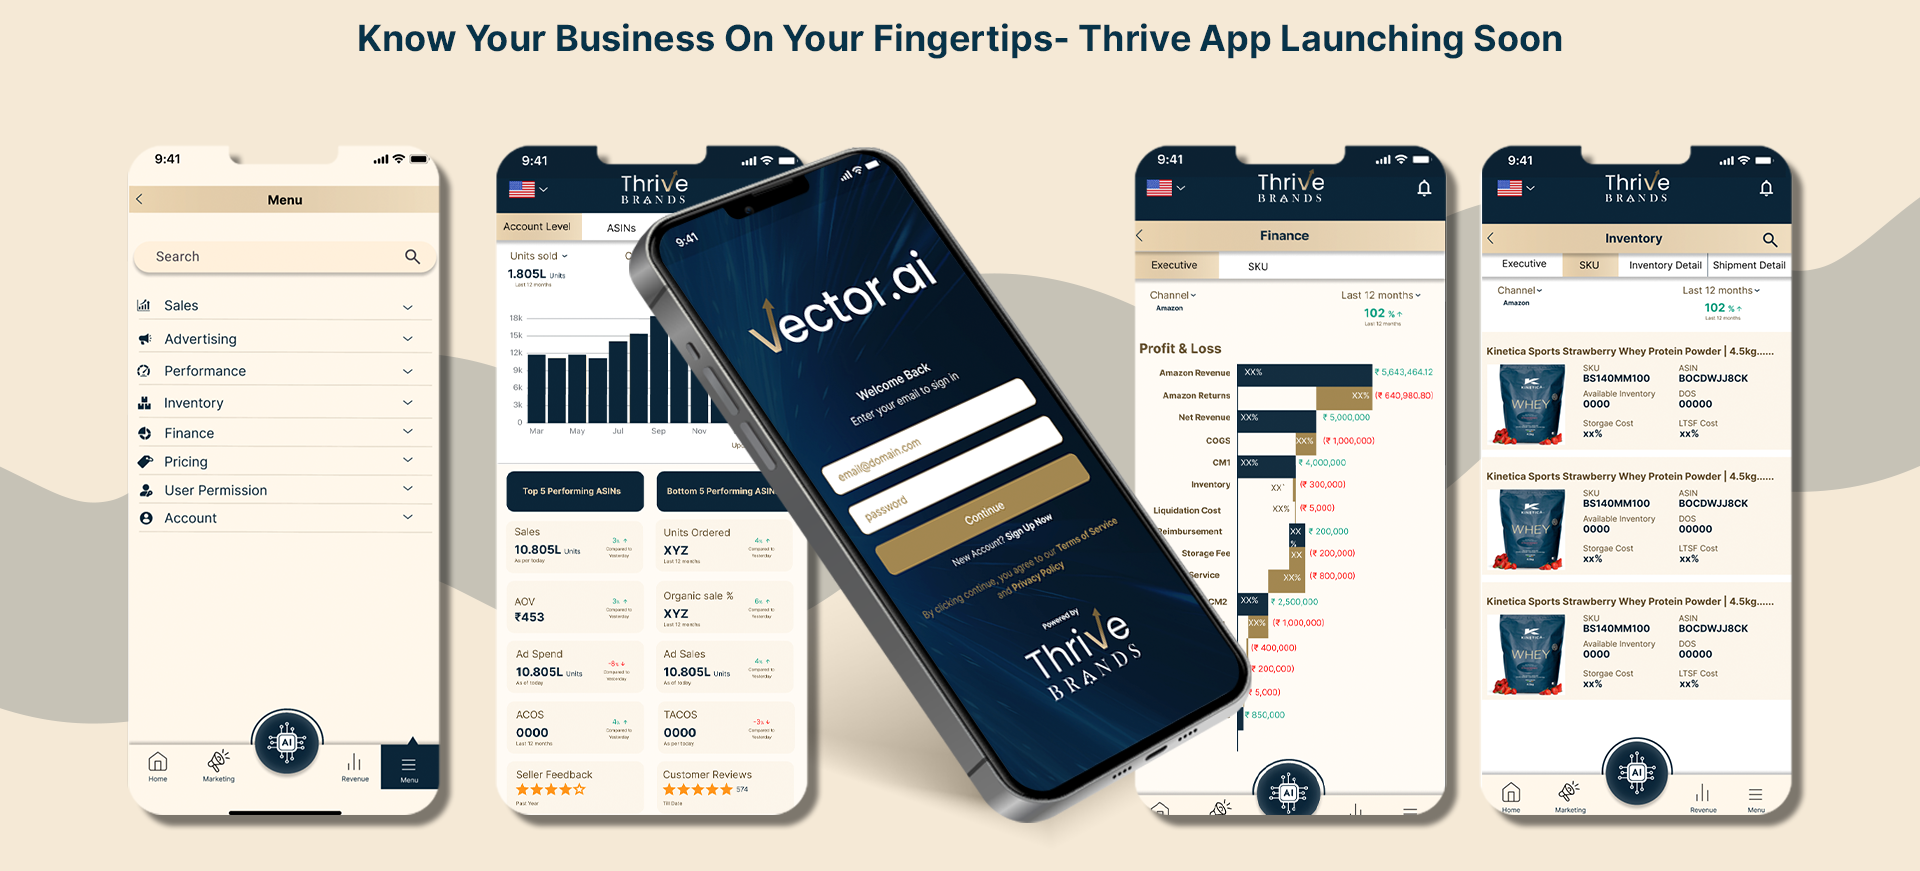 Know Your Business On Your Fingertips- Thrive App Launching Soon
9:41
Menu
Search
Sales
Advertising
Performance
Inventory
Finance
Pricing
User Permission
Account
AI
Home
Marketing
Revenue
Menu
9:41
Thrive
BRANDS
Account Level
ASINs
Units sold
1.805L Units
Last 12 months
18k
15k
12k
9k
6k
3k
0
Mar May Jul Sep Nov
Top 5 Performing ASINs
Bottom 5 Performing ASIN
Sales
10.805L Units
As per today
3% ↑
Compared to
Yesterday
Units Ordered
XYZ
Last 12 months
4% ↑
Compared to
Yesterday
AOV
₹453
3% ↑
Compared to
Yesterday
Organic sale %
XYZ
Last 12 months
6% ↑
Compared to
Yesterday
Ad Spend
10.805L Units
As of today
-8% ↓
Compared to
Yesterday
Ad Sales
10.805L Units
As of today
4% ↑
Compared to
Yesterday
ACOS
0000
Last 12 months
4% ↑
Compared to
Yesterday
TACOS
0000
As per today
-3% ↓
Compared to
Yesterday
Seller Feedback
Past Year
Customer Reviews
574
Till Date
9:41
Vector.ai
Welcome Back
Enter your email to sign in
email@domain.com
password
Continue
New Account? Sign Up Now
By clicking continue, you agree to our Terms of Service
and Privacy Policy
Powered by
Thrive
BRANDS
9:41
Thrive
BRANDS
Finance
Executive
SKU
Channel
Amazon
Last 12 months
102 % ↑
Last 12 months
Profit & Loss
Amazon Revenue XX% ₹ 5,643,464.12
Amazon Returns XX% (₹ 640,980.80)
Net Revenue XX% ₹ 5,000,000
COGS XX% (₹ 1,000,000)
CM1 XX% ₹ 4,000,000
Inventory XX' (₹ 300,000)
Liquidation Cost XX% (₹ 5,000)
Reimbursement XX % ₹ 200,000
Storage Fee XX (₹ 200,000)
Service XX% (₹ 800,000)
CM2 XX% ₹ 2,500,000
XX% (₹ 1,000,000)
(₹ 400,000)
₹ 200,000)
₹ 5,000)
₹ 850,000
AI
9:41
Thrive
BRANDS
Inventory
Executive
SKU
Inventory Detail
Shipment Detail
Channel
Amazon
Last 12 months
102 % ↑
Last 12 months
Kinetica Sports Strawberry Whey Protein Powder | 4.5kg......
KINETICA
WHEY
SKU
BS140MM100
ASIN
BOCDWJJ8CK
Available Inventory
0000
DOS
00000
Storgae Cost
xx%
LTSF Cost
xx%
Kinetica Sports Strawberry Whey Protein Powder | 4.5kg......
KINETICA
WHEY
SKU
BS140MM100
ASIN
BOCDWJJ8CK
Available Inventory
0000
DOS
00000
Storgae Cost
xx%
LTSF Cost
xx%
Kinetica Sports Strawberry Whey Protein Powder | 4.5kg......
KINETICA
WHEY
SKU
BS140MM100
ASIN
BOCDWJJ8CK
Available Inventory
0000
DOS
00000
Storgae Cost
xx%
LTSF Cost
xx%
AI
Home
Marketing
Revenue
Menu